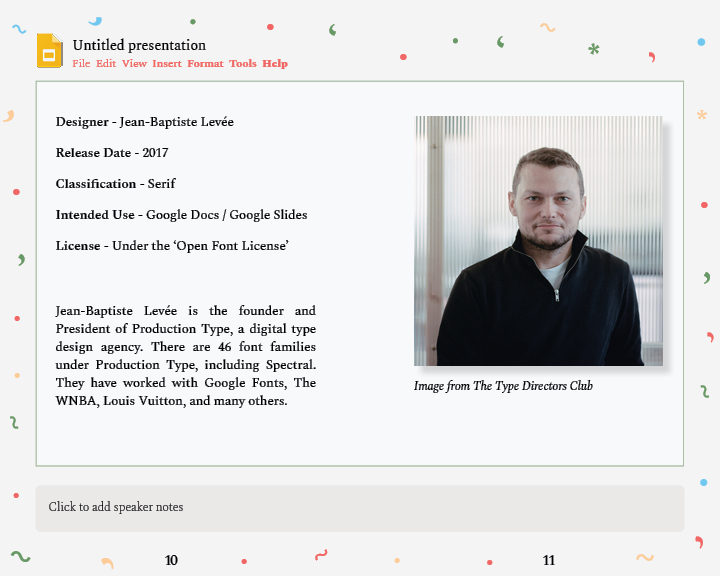 Untitled presentation
File Edit View Insert Format Tools Help
Designer - Jean-Baptiste Levée
Release Date - 2017
Classification - Serif
Intended Use - Google Docs / Google Slides
License - Under the ‘Open Font License’
Jean-Baptiste Levée is the founder and
President of Production Type, a digital type
design agency. There are 46 font families
under Production Type, including Spectral.
They have worked with Google Fonts, The
WNBA, Louis Vuitton, and many others.
Image from The Type Directors Club
Click to add speaker notes
10
11